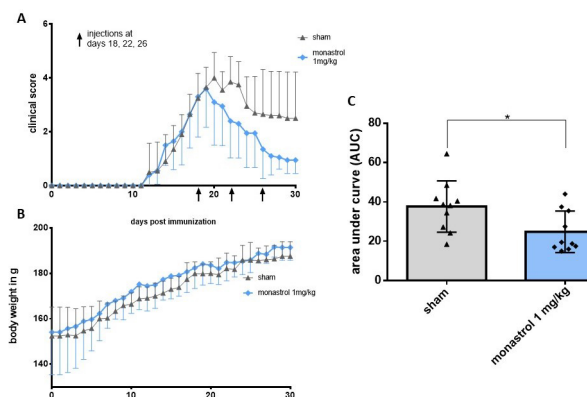 A
injections at
days 18, 22, 26
sham
monastrol
1mg/kg
clinical score
6
4
2
0
0
10
20
30
days post immunization
B
sham
monastrol 1mg/kg
body weight in g
200
180
160
140
0
10
20
30
C
*
area under curve (AUC)
80
60
40
20
0
sham
monastrol 1 mg/kg